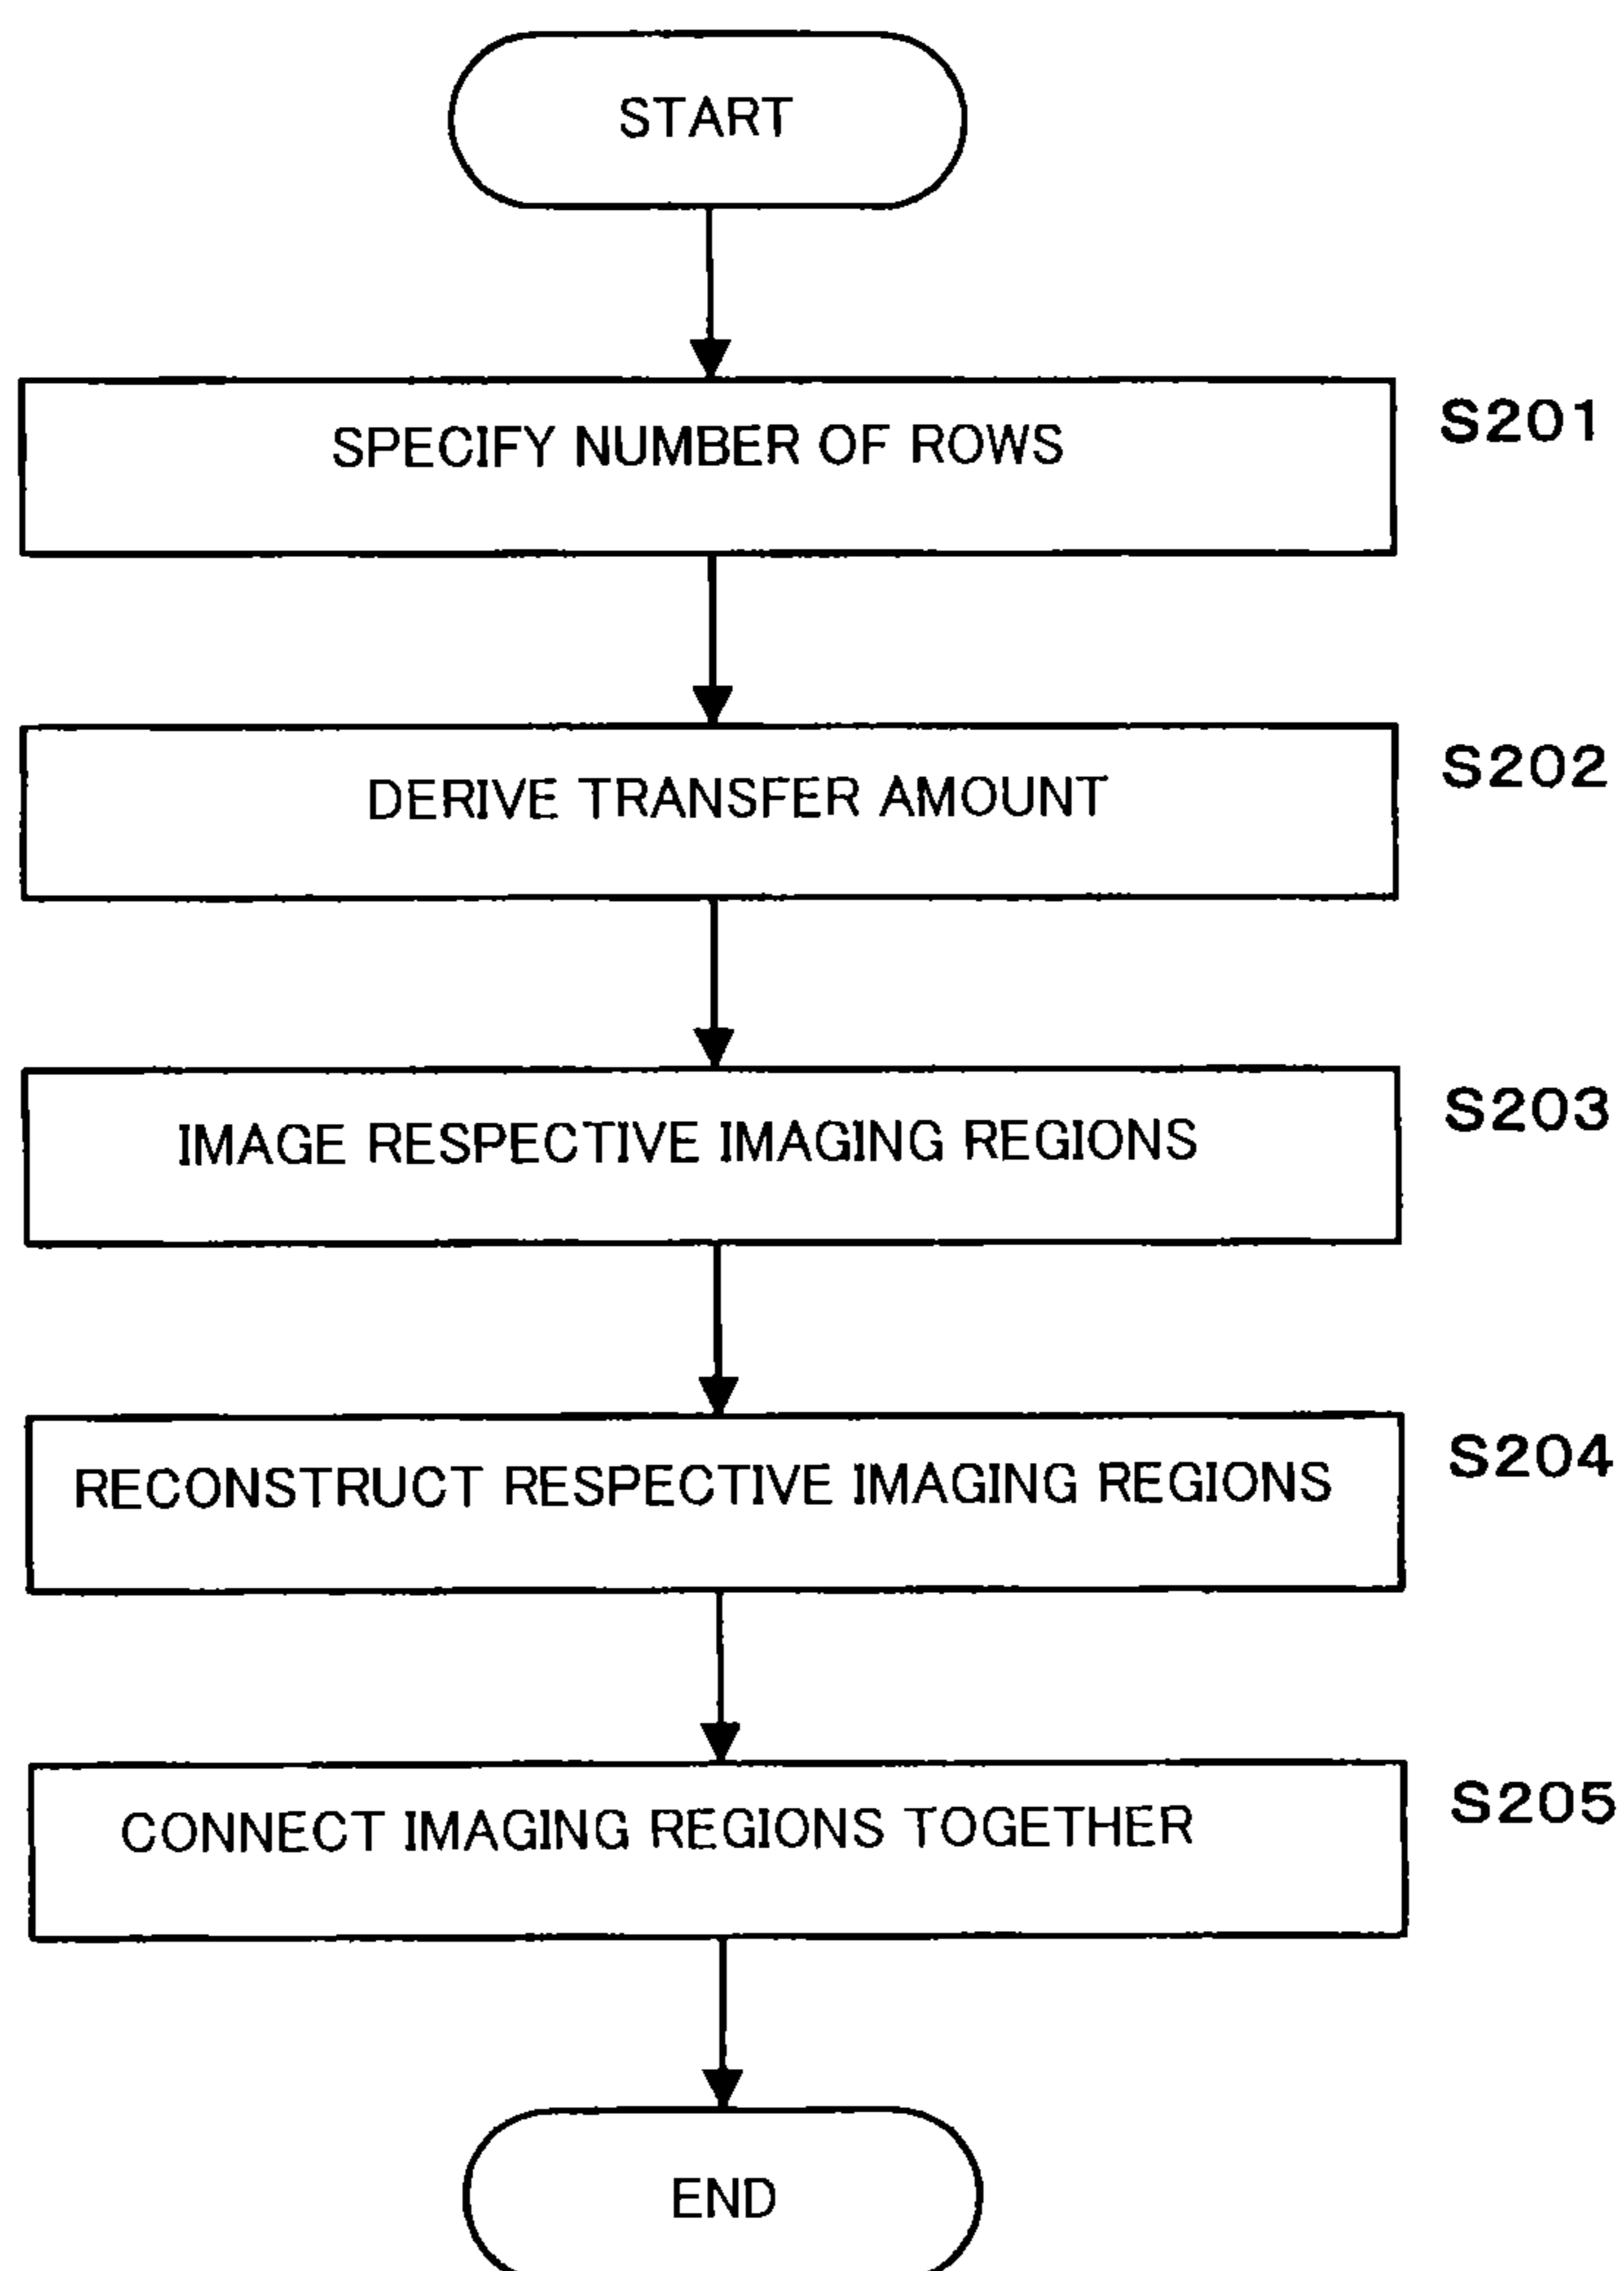 START
SPECIFY NUMBER OF ROWS
S201
DERIVE TRANSFER AMOUNT
S202
IMAGE RESPECTIVE IMAGING REGIONS
S203
RECONSTRUCT RESPECTIVE IMAGING REGIONS
S204
CONNECT IMAGING REGIONS TOGETHER
S205
END